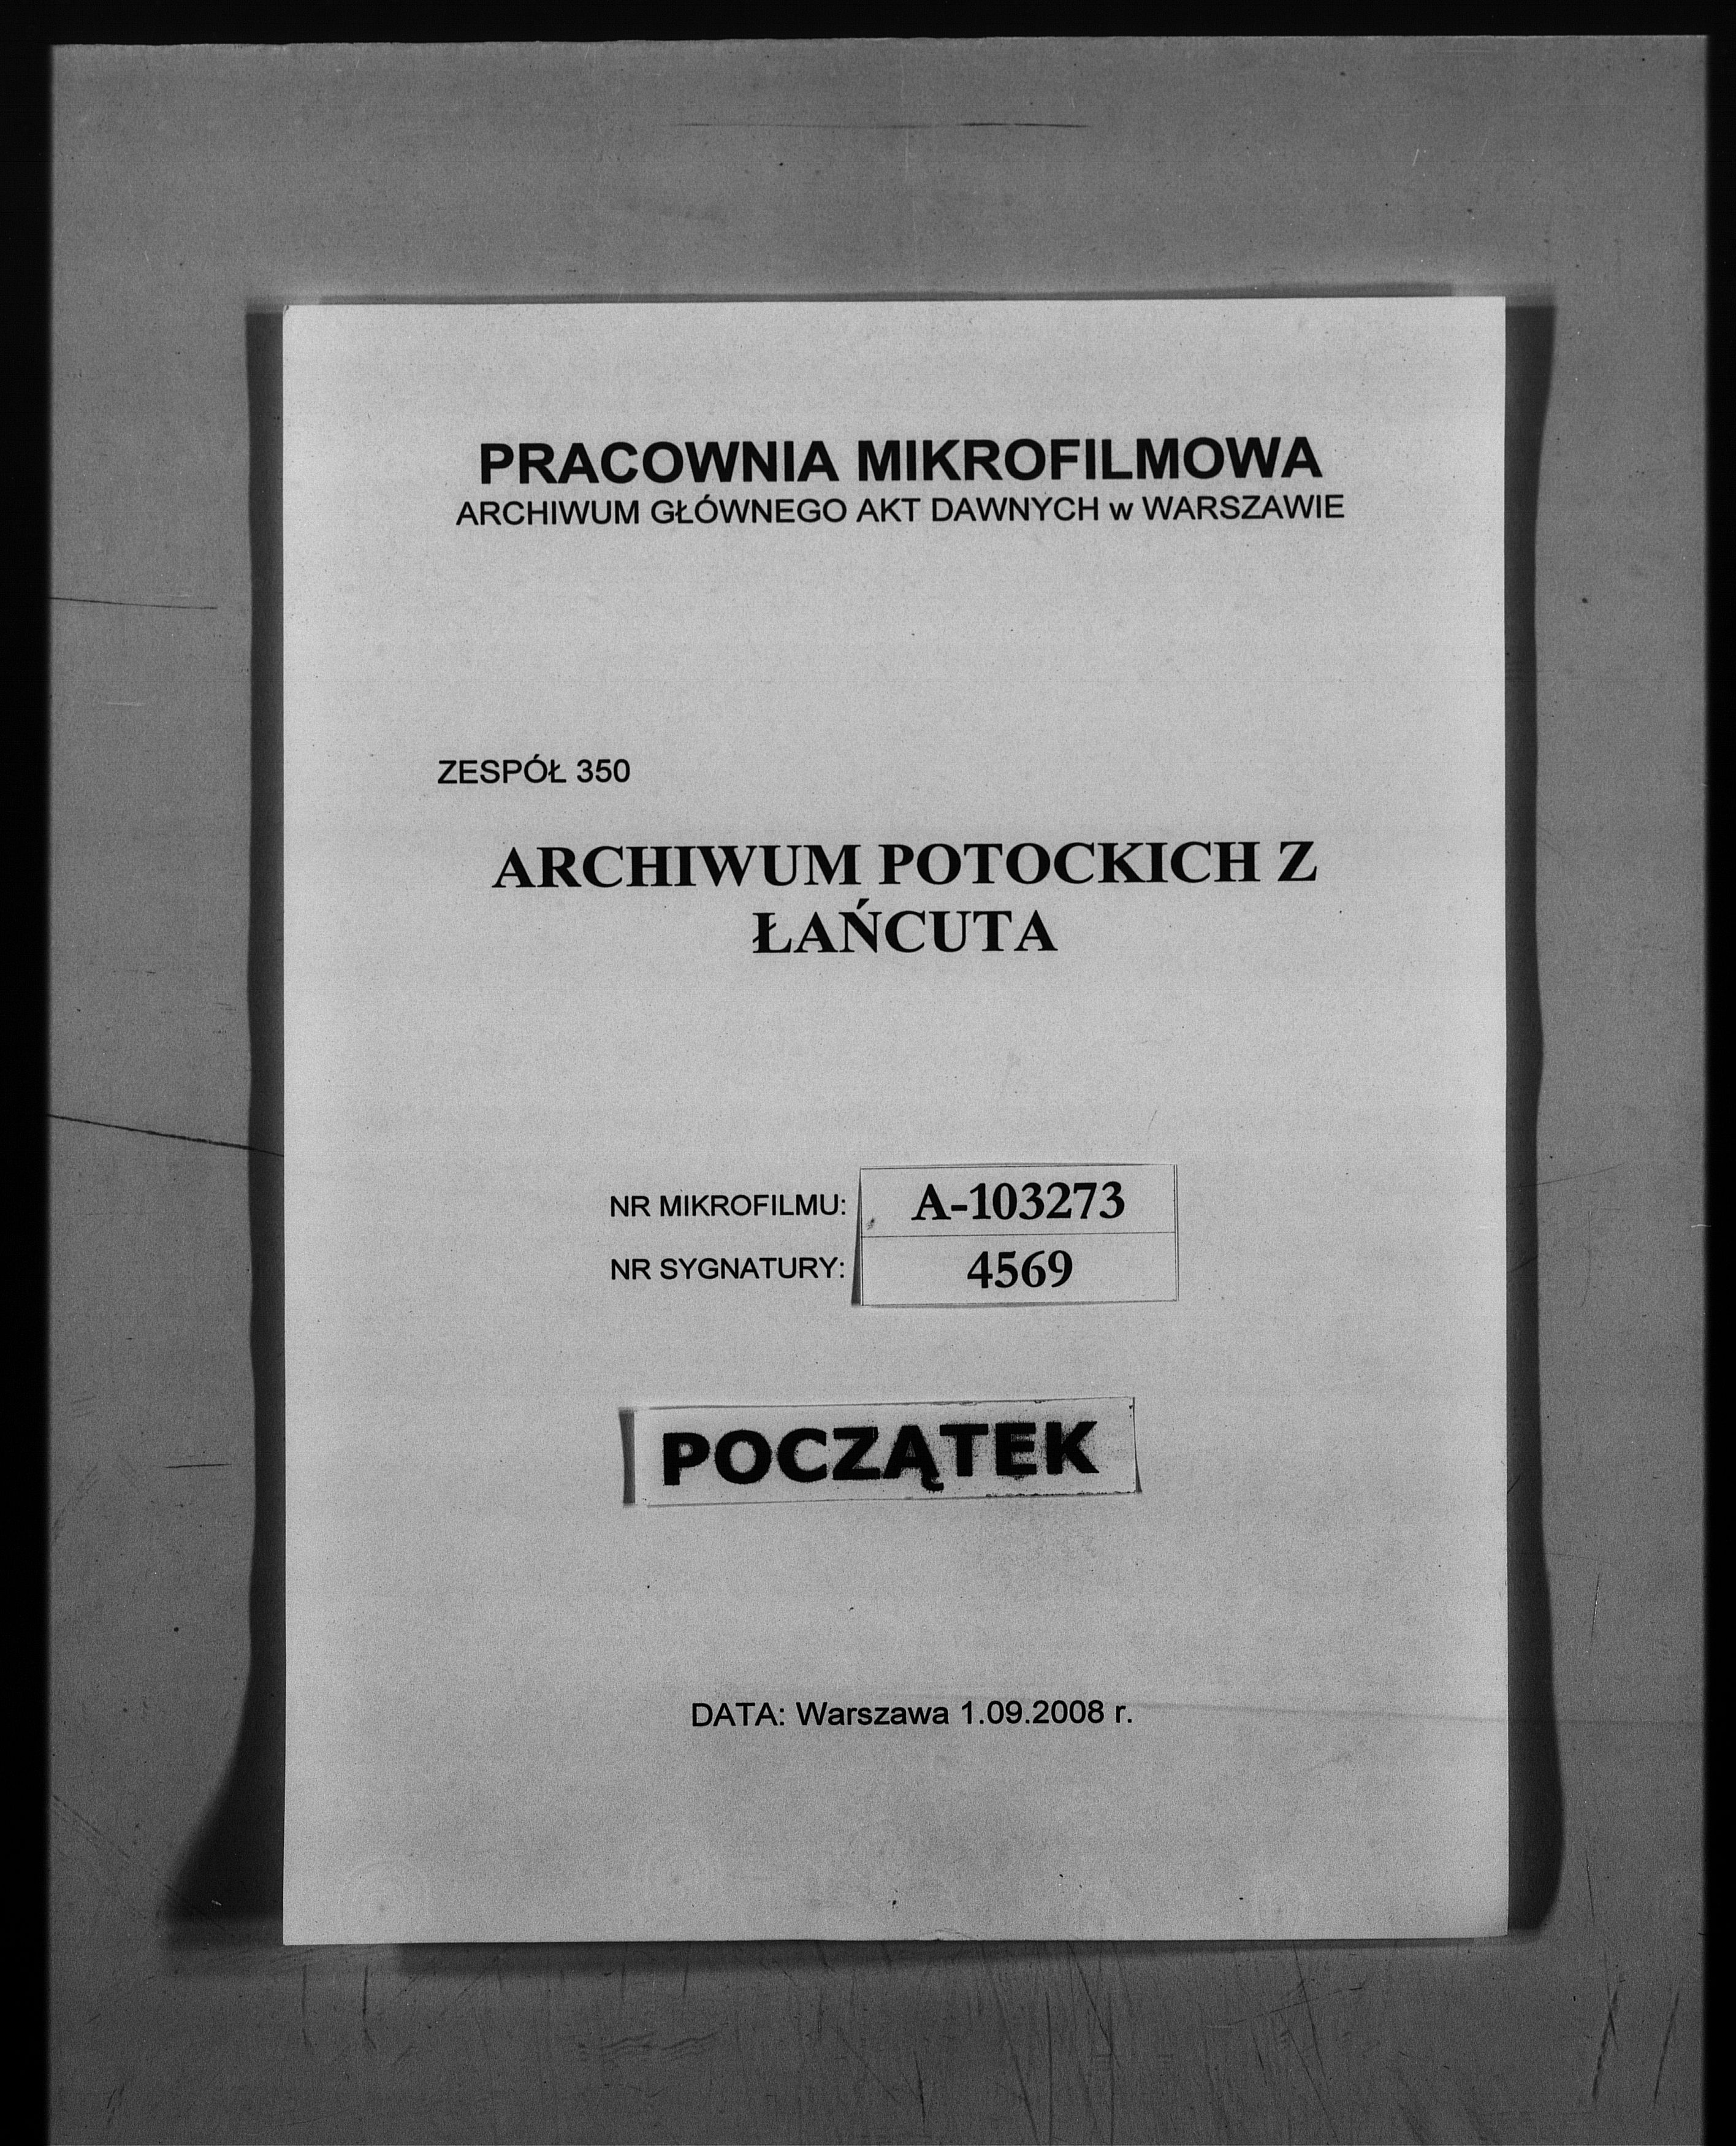 PRACOWNIA MIKROFILMOWA
ARCHIWUM GŁÓWNEGO AKT DAWNYCH w WARSZAWIE
ZESPÓŁ 350
ARCHIWUM POTOCKICH Z
ŁAŃCUTA
NR MIKROFILMU: A-103273
NR SYGNATURY: 4569
POCZĄTEK
DATA: Warszawa 1.09.2008 r.